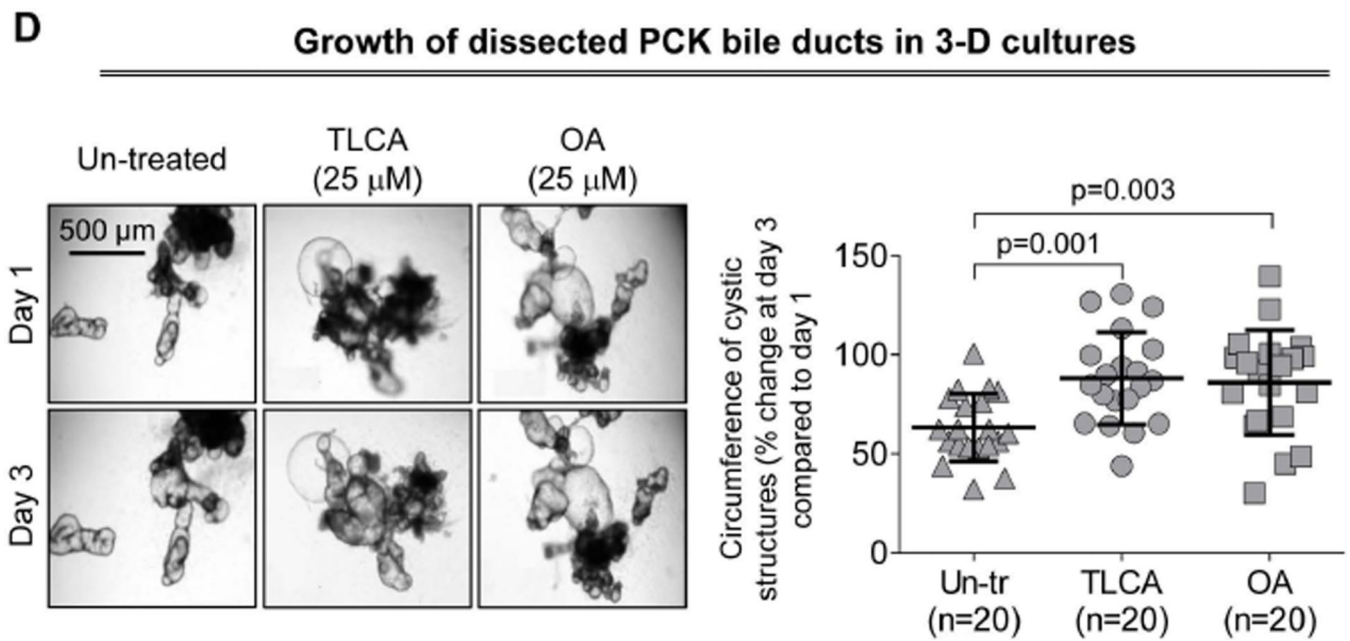 D
Growth of dissected PCK bile ducts in 3-D cultures
Un-treated
TLCA
(25 μM)
OA
(25 μM)
500 μm
Day 1
Day 3
Circumference of cystic
structures (% change at day 3
compared to day 1
p=0.003
p=0.001
150
100
50
0
Un-tr
(n=20)
TLCA
(n=20)
OA
(n=20)